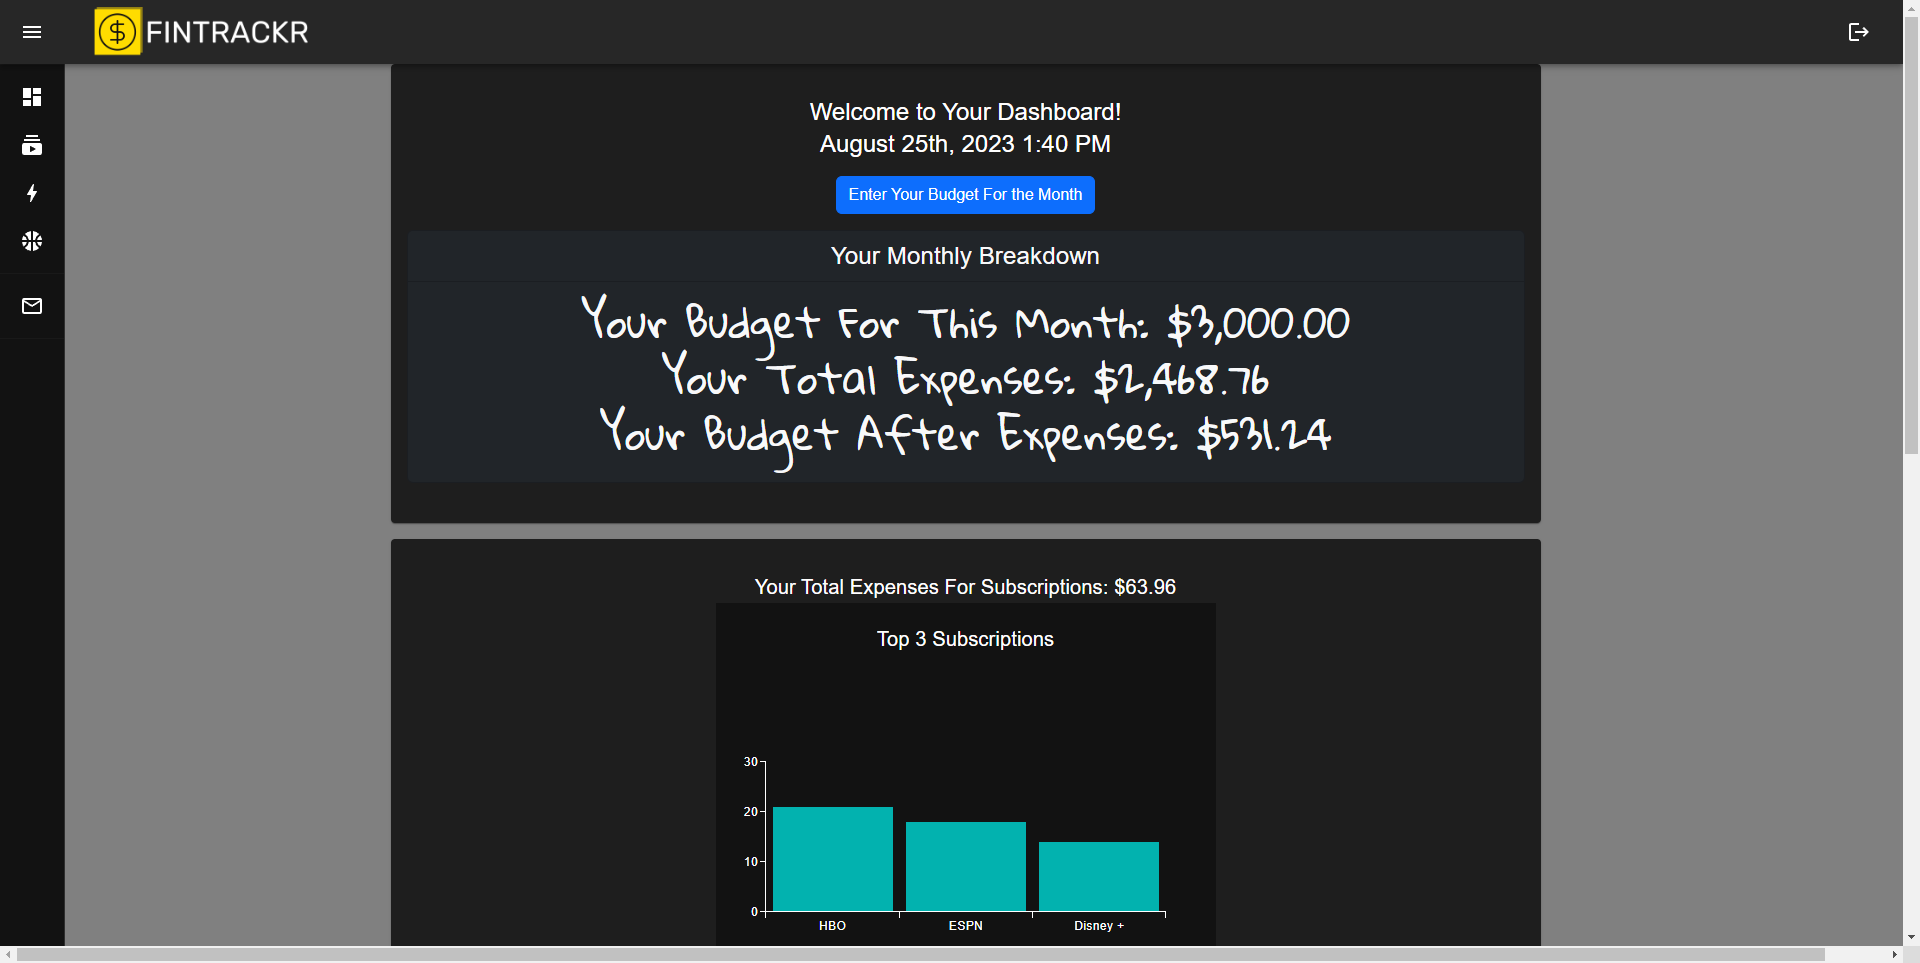 FINTRACKR
Welcome to Your Dashboard!
August 25th, 2023 1:40 PM
Enter Your Budget For the Month
Your Monthly Breakdown
Your Budget For This Month: $3,000.00
Your Total Expenses: $2,468.76
Your Budget After Expenses: $531.24
Your Total Expenses For Subscriptions: $63.96
Top 3 Subscriptions
30
20
10
0
HBO ESPN Disney +